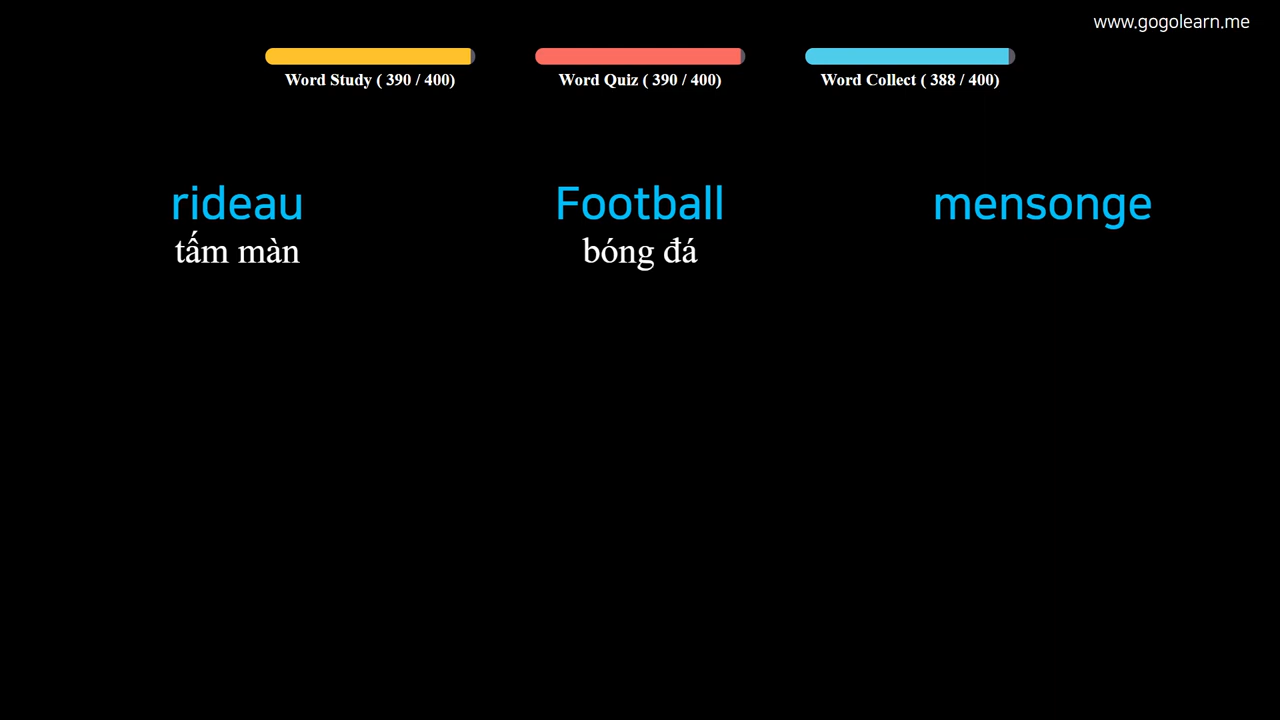 www.gogolearn.me
Word Study ( 390 / 400)
Word Quiz ( 390 / 400)
Word Collect ( 388 / 400)
rideau
tấm màn
Football
bóng đá
mensonge